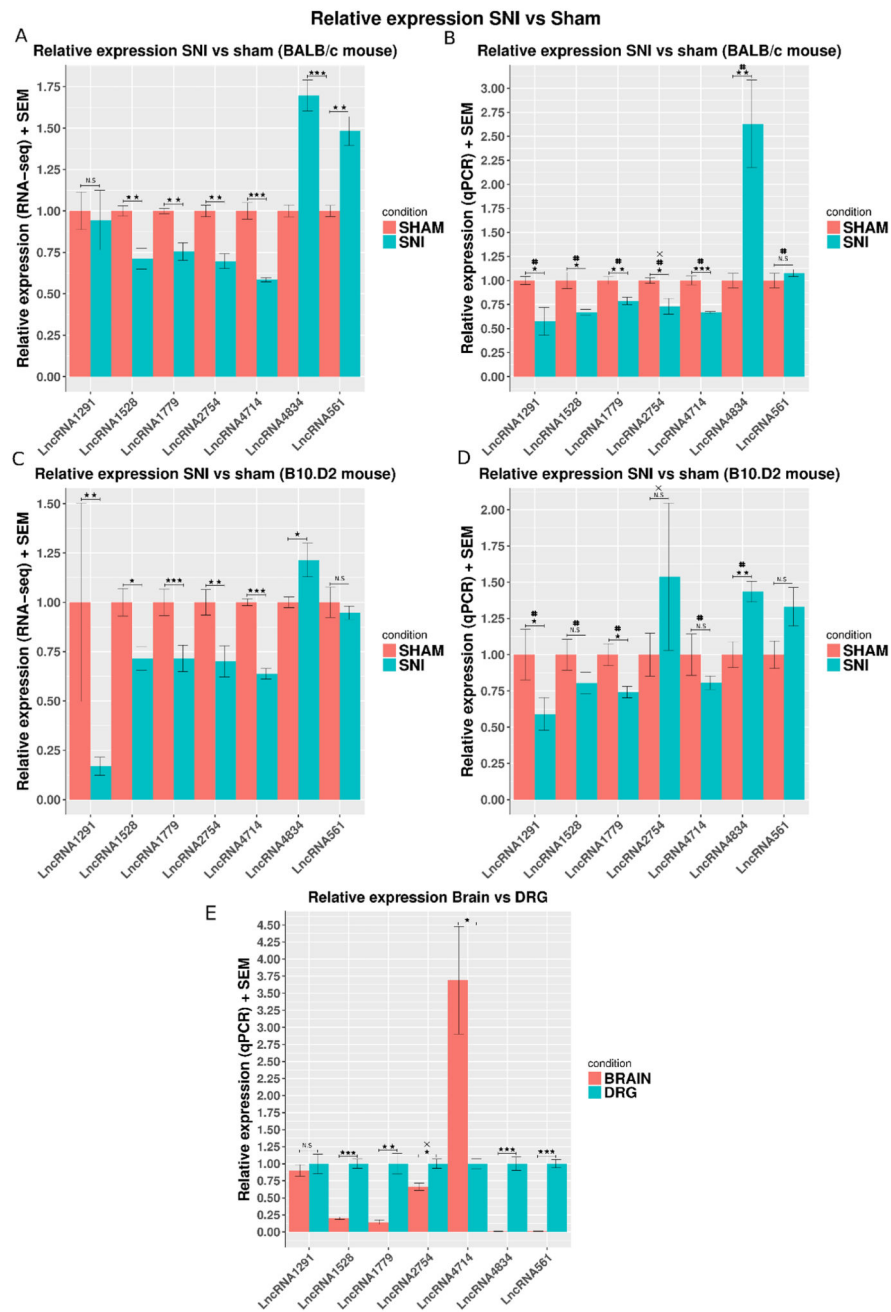 Relative expression SNI vs Sham
A
Relative expression SNI vs sham (BALB/c mouse)
Relative expression (RNA−seq) + SEM
1.75
1.50
1.25
1.00
0.75
0.50
0.25
0.00
N.S
★★
★★
★★
★★★
★★★
★★
LncRNA1291
LncRNA1528
LncRNA1779
LncRNA2754
LncRNA4714
LncRNA4834
LncRNA561
condition
SHAM
SNI
B
Relative expression SNI vs sham (BALB/c mouse)
Relative expression (qPCR) + SEM
3.00
2.75
2.50
2.25
2.00
1.75
1.50
1.25
1.00
0.75
0.50
0.25
0.00
#
★
#
★
#
★★
×
#
★
#
★★★
#
★★
#
N.S
LncRNA1291
LncRNA1528
LncRNA1779
LncRNA2754
LncRNA4714
LncRNA4834
LncRNA561
condition
SHAM
SNI
C
Relative expression SNI vs sham (B10.D2 mouse)
Relative expression (RNA−seq) + SEM
1.50
1.25
1.00
0.75
0.50
0.25
0.00
★★
★
★★★
★★
★★★
★
N.S
LncRNA1291
LncRNA1528
LncRNA1779
LncRNA2754
LncRNA4714
LncRNA4834
LncRNA561
condition
SHAM
SNI
D
Relative expression SNI vs sham (B10.D2 mouse)
Relative expression (qPCR) + SEM
2.00
1.75
1.50
1.25
1.00
0.75
0.50
0.25
0.00
#
★
#
N.S
#
★
×
N.S
#
N.S
#
★★
N.S
LncRNA1291
LncRNA1528
LncRNA1779
LncRNA2754
LncRNA4714
LncRNA4834
LncRNA561
condition
SHAM
SNI
E
Relative expression Brain vs DRG
Relative expression (qPCR) + SEM
4.50
4.25
4.00
3.75
3.50
3.25
3.00
2.75
2.50
2.25
2.00
1.75
1.50
1.25
1.00
0.75
0.50
0.25
0.00
N.S
★★★
★★
×
★
★
★★★
★★★
LncRNA1291
LncRNA1528
LncRNA1779
LncRNA2754
LncRNA4714
LncRNA4834
LncRNA561
condition
BRAIN
DRG